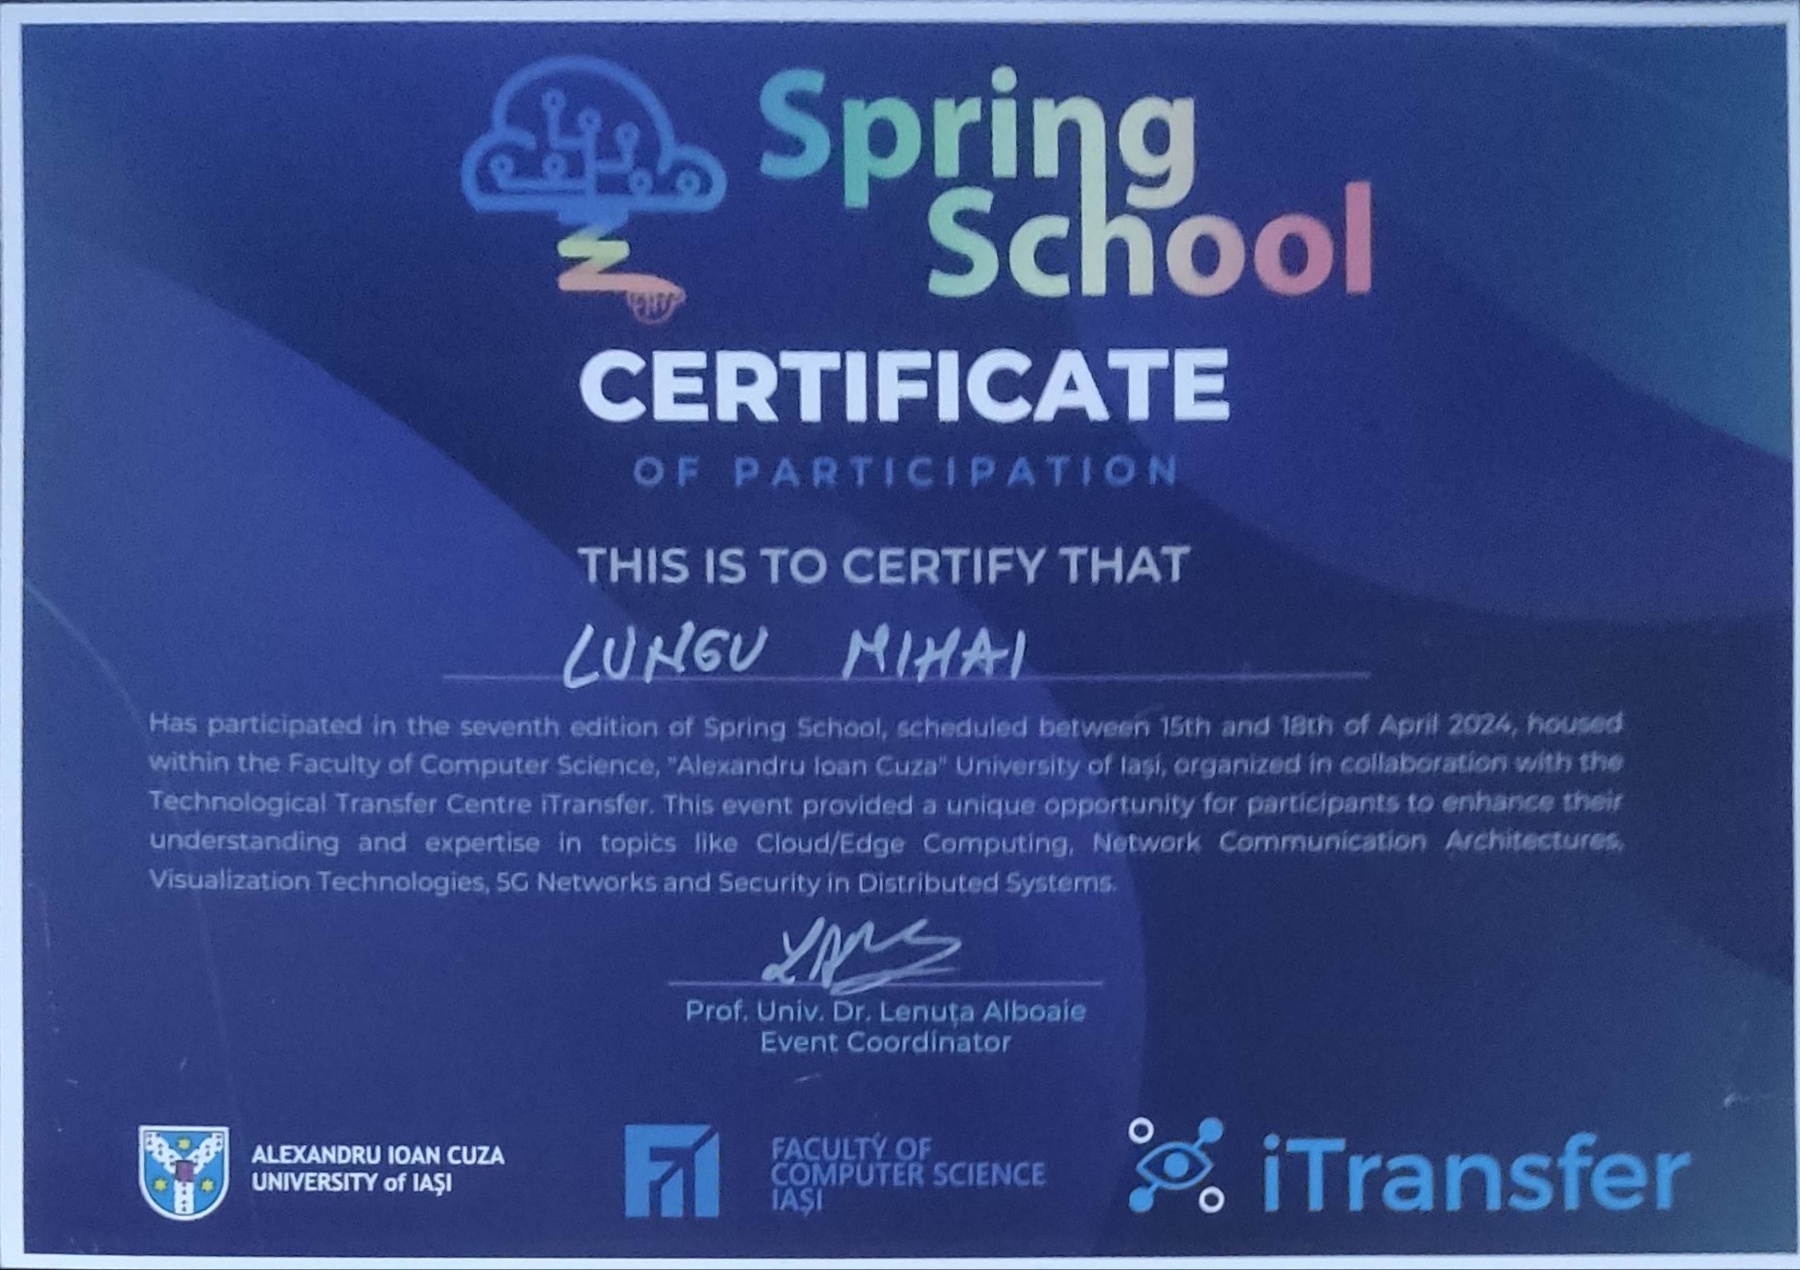 Spring
School
CERTIFICATE
OF PARTICIPATION
THIS IS TO CERTIFY THAT
LUNGU MIHAI
Has participated in the seventh edition of Spring School, scheduled between 15th and 18th of April 2024, housed
within the Faculty of Computer Science, "Alexandru Ioan Cuza" University of Iași, organized in collaboration with the
Technological Transfer Centre iTransfer. This event provided a unique opportunity for participants to enhance their
understanding and expertise in topics like Cloud/Edge Computing, Network Communication Architectures,
Visualization Technologies, 5G Networks and Security in Distributed Systems.
Prof. Univ. Dr. Lenuța Alboaie
Event Coordinator
ALEXANDRU IOAN CUZA
UNIVERSITY of IAȘI
FACULTY OF
COMPUTER SCIENCE
IAȘI
iTransfer